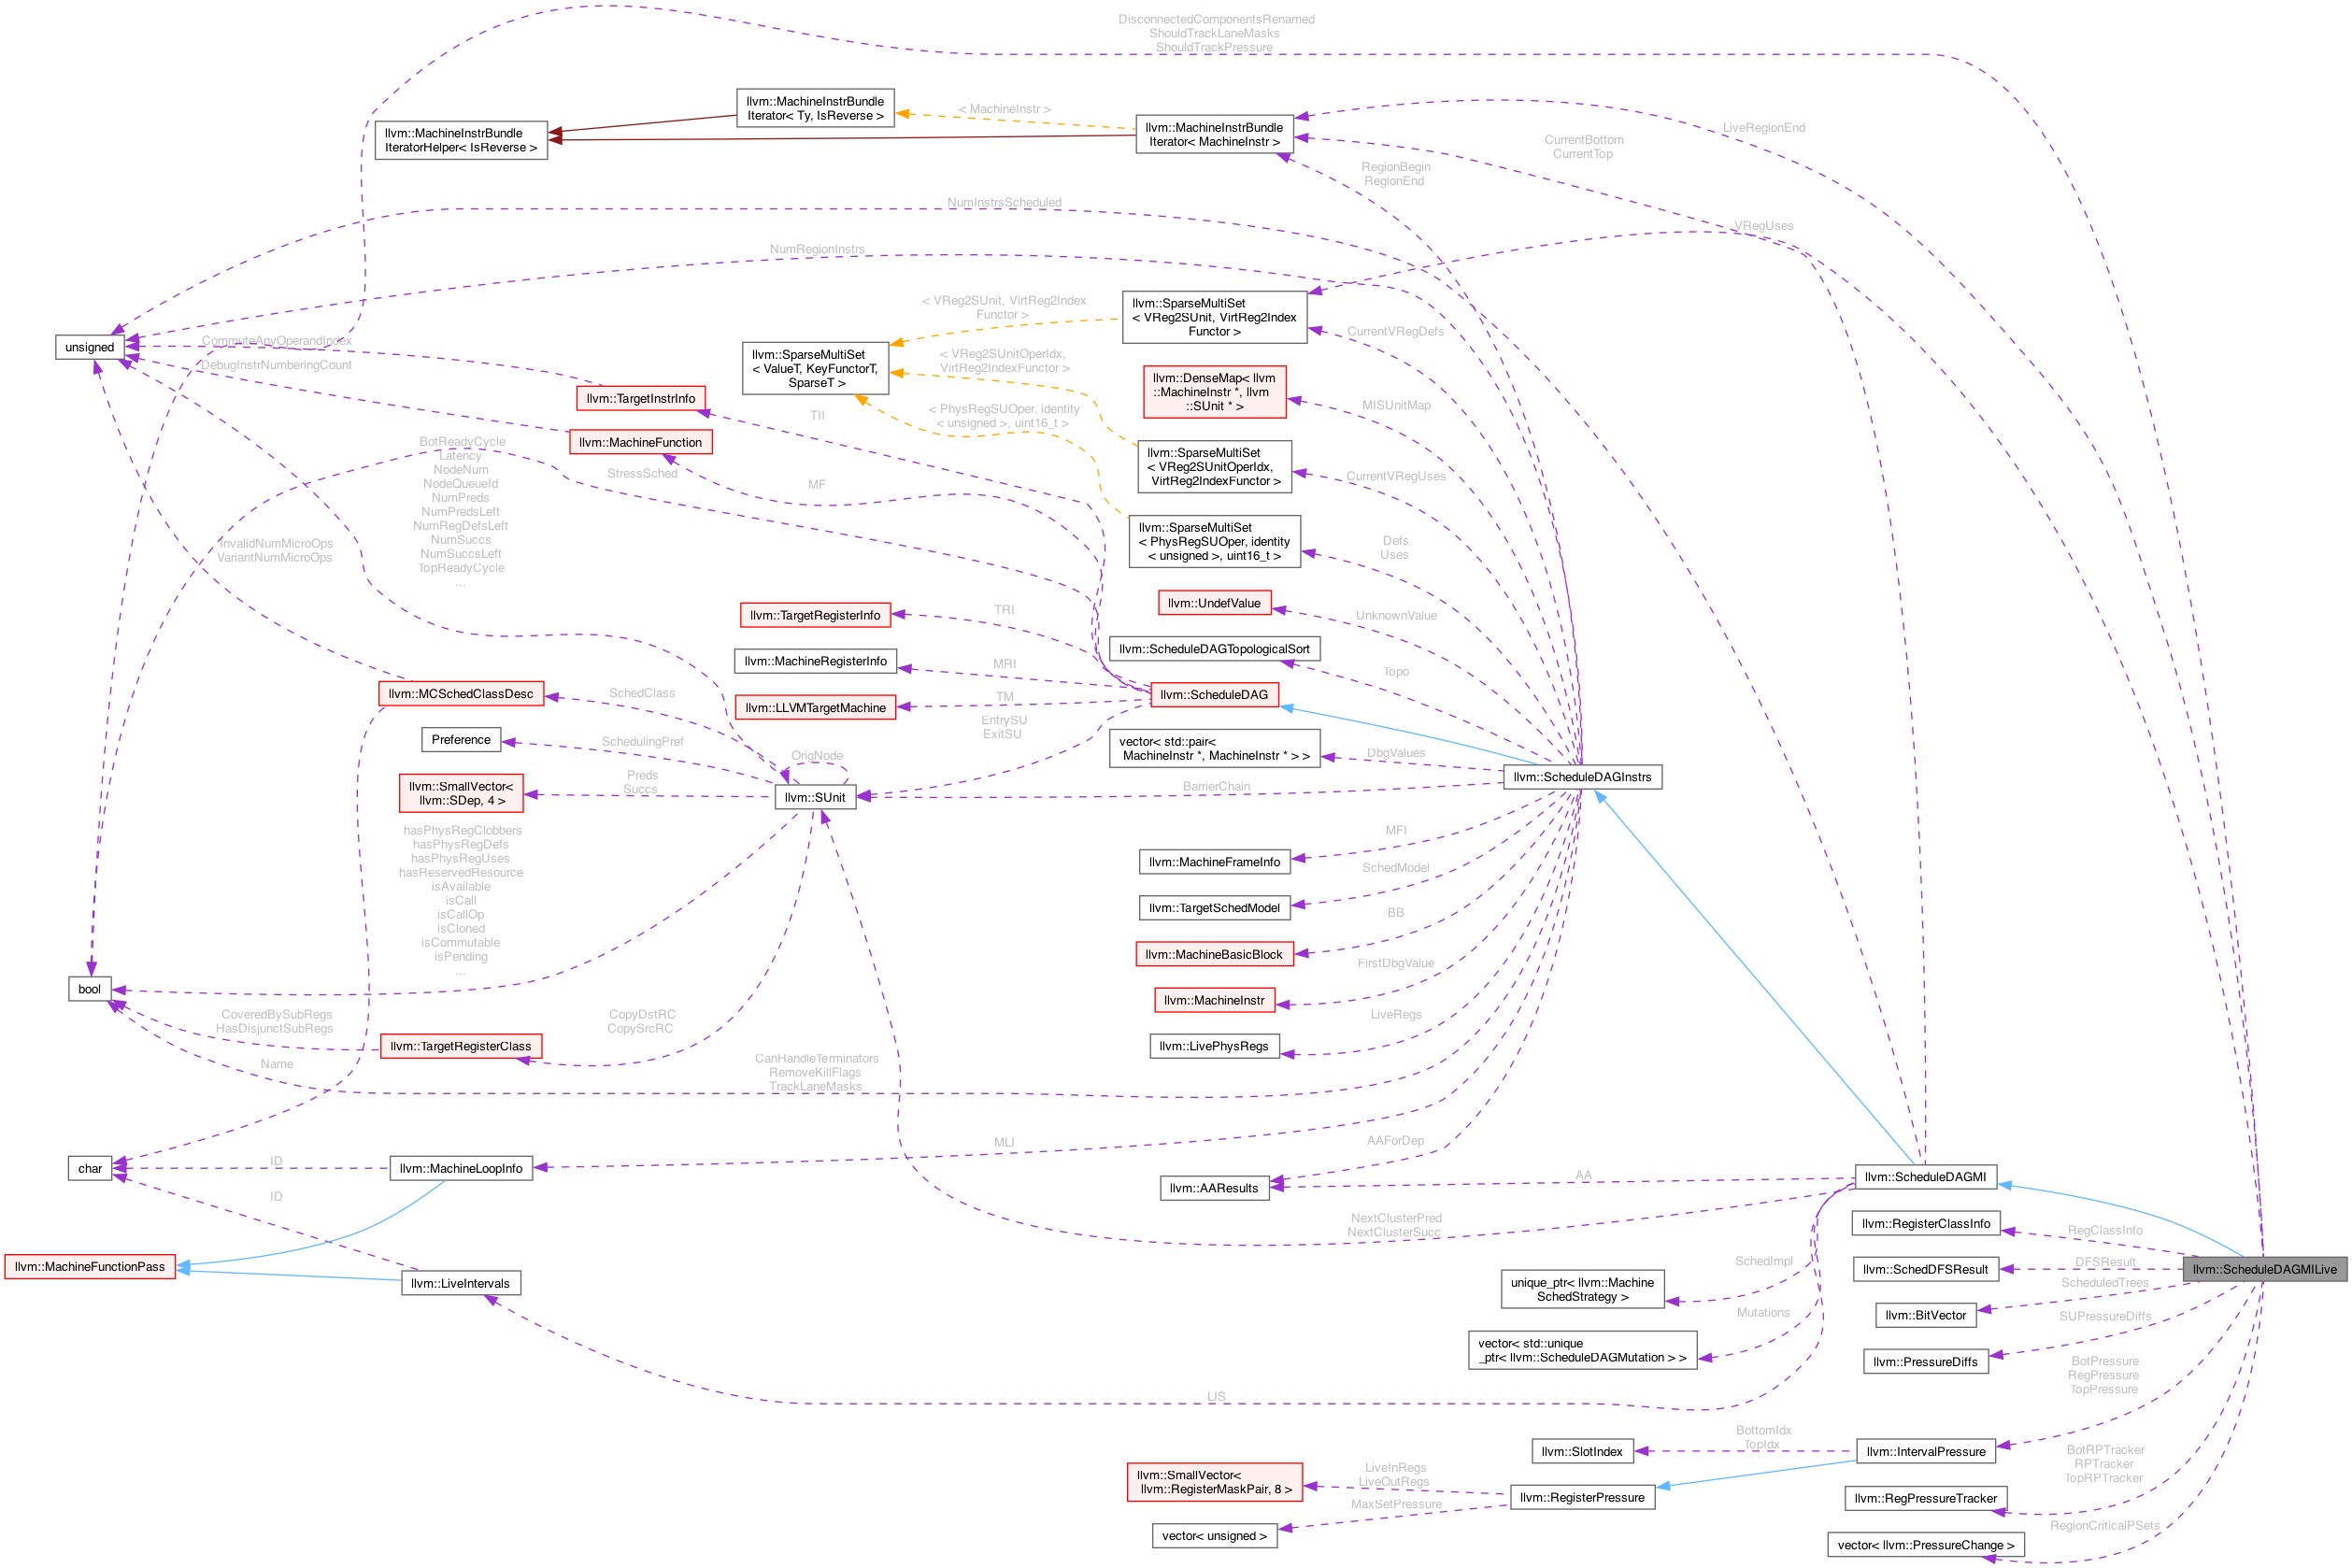 DisconnectedComponentsRenamed
ShouldTrackLaneMasks
ShouldTrackPressure
llvm::MachineInstrBundle
Iterator< Ty, IsReverse >
< MachineInstr >
llvm::MachineInstrBundle
IteratorHelper< IsReverse >
llvm::MachineInstrBundle
Iterator< MachineInstr >
LiveRegionEnd
CurrentBottom
CurrentTop
RegionBegin
RegionEnd
NumInstrsScheduled
VRegUses
NumRegionInstrs
< VReg2SUnit, VirtReg2Index
Functor >
llvm::SparseMultiSet
< VReg2SUnit, VirtReg2Index
Functor >
unsigned
CommuteAnyOperandIndex
DebugInstrNumberingCount
llvm::SparseMultiSet
< ValueT, KeyFunctorT,
SparseT >
< VReg2SUnitOperIdx,
VirtReg2IndexFunctor >
CurrentVRegDefs
llvm::DenseMap< llvm
::MachineInstr *, llvm
::SUnit * >
MISUnitMap
llvm::TargetInstrInfo
TII
< PhysRegSUOper, identity
< unsigned >, uint16_t >
llvm::MachineFunction
BotReadyCycle
Latency
NodeNum
NodeQueueId
NumPreds
NumPredsLeft
NumRegDefsLeft
NumSuccs
NumSuccsLeft
TopReadyCycle
...
StressSched
MF
llvm::SparseMultiSet
< VReg2SUnitOperIdx,
VirtReg2IndexFunctor >
CurrentVRegUses
InvalidNumMicroOps
VariantNumMicroOps
llvm::SparseMultiSet
< PhysRegSUOper, identity
< unsigned >, uint16_t >
Defs
Uses
llvm::TargetRegisterInfo
TRI
llvm::UndefValue
UnknownValue
llvm::MachineRegisterInfo
MRI
llvm::ScheduleDAGTopologicalSort
Topo
llvm::MCSchedClassDesc
SchedClass
llvm::LLVMTargetMachine
TM
llvm::ScheduleDAG
EntrySU
ExitSU
Preference
SchedulingPref
OrigNode
vector< std::pair<
MachineInstr *, MachineInstr * > >
DbgValues
llvm::ScheduleDAGInstrs
llvm::SmallVector<
llvm::SDep, 4 >
Preds
Succs
llvm::SUnit
BarrierChain
hasPhysRegClobbers
hasPhysRegDefs
hasPhysRegUses
hasReservedResource
isAvailable
isCall
isCallOp
isCloned
isCommutable
isPending
...
llvm::MachineFrameInfo
MFI
llvm::TargetSchedModel
SchedModel
llvm::MachineBasicBlock
BB
bool
llvm::MachineInstr
FirstDbgValue
CoveredBySubRegs
HasDisjunctSubRegs
llvm::TargetRegisterClass
CopyDstRC
CopySrcRC
llvm::LivePhysRegs
LiveRegs
Name
CanHandleTerminators
RemoveKillFlags
TrackLaneMasks
MLI
AAForDep
char
ID
llvm::MachineLoopInfo
llvm::AAResults
AA
llvm::ScheduleDAGMI
ID
NextClusterPred
NextClusterSucc
llvm::RegisterClassInfo
RegClassInfo
llvm::MachineFunctionPass
llvm::LiveIntervals
SchedImpl
llvm::SchedDFSResult
DFSResult
llvm::ScheduleDAGMILive
unique_ptr< llvm::Machine
SchedStrategy >
ScheduledTrees
llvm::BitVector
Mutations
SUPressureDiffs
vector< std::unique
_ptr< llvm::ScheduleDAGMutation > >
llvm::PressureDiffs
LIS
BotPressure
RegPressure
TopPressure
llvm::SlotIndex
BottomIdx
TopIdx
llvm::IntervalPressure
llvm::SmallVector<
llvm::RegisterMaskPair, 8 >
LiveInRegs
LiveOutRegs
llvm::RegisterPressure
BotRPTracker
RPTracker
TopRPTracker
llvm::RegPressureTracker
MaxSetPressure
vector< unsigned >
RegionCriticalPSets
vector< llvm::PressureChange >